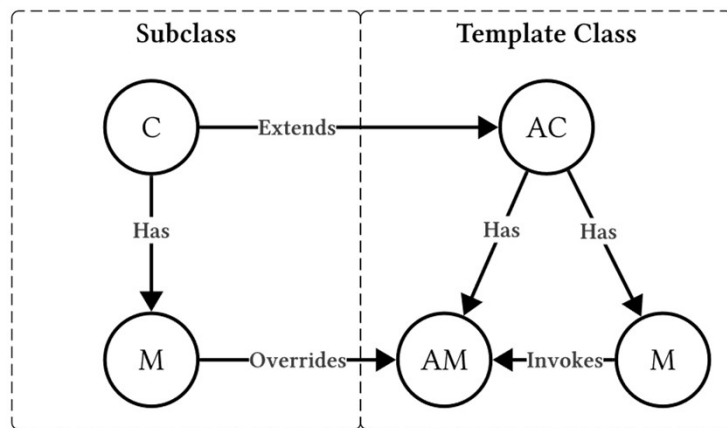 Subclass
Template Class
C
Extends
AC
Has
Has
Has
M
Overrides
AM
Invokes
M